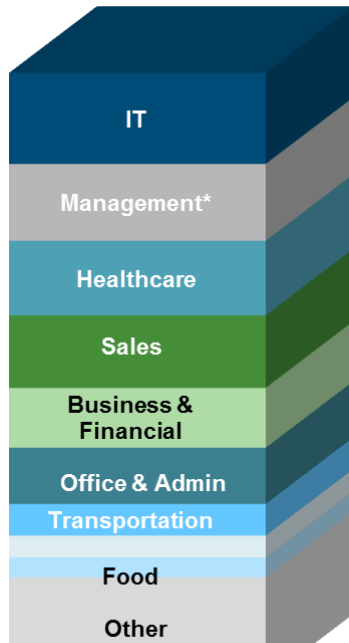 IT
Management*
Healthcare
Sales
Business &
Financial
Office & Admin
Transportation
Food
Other